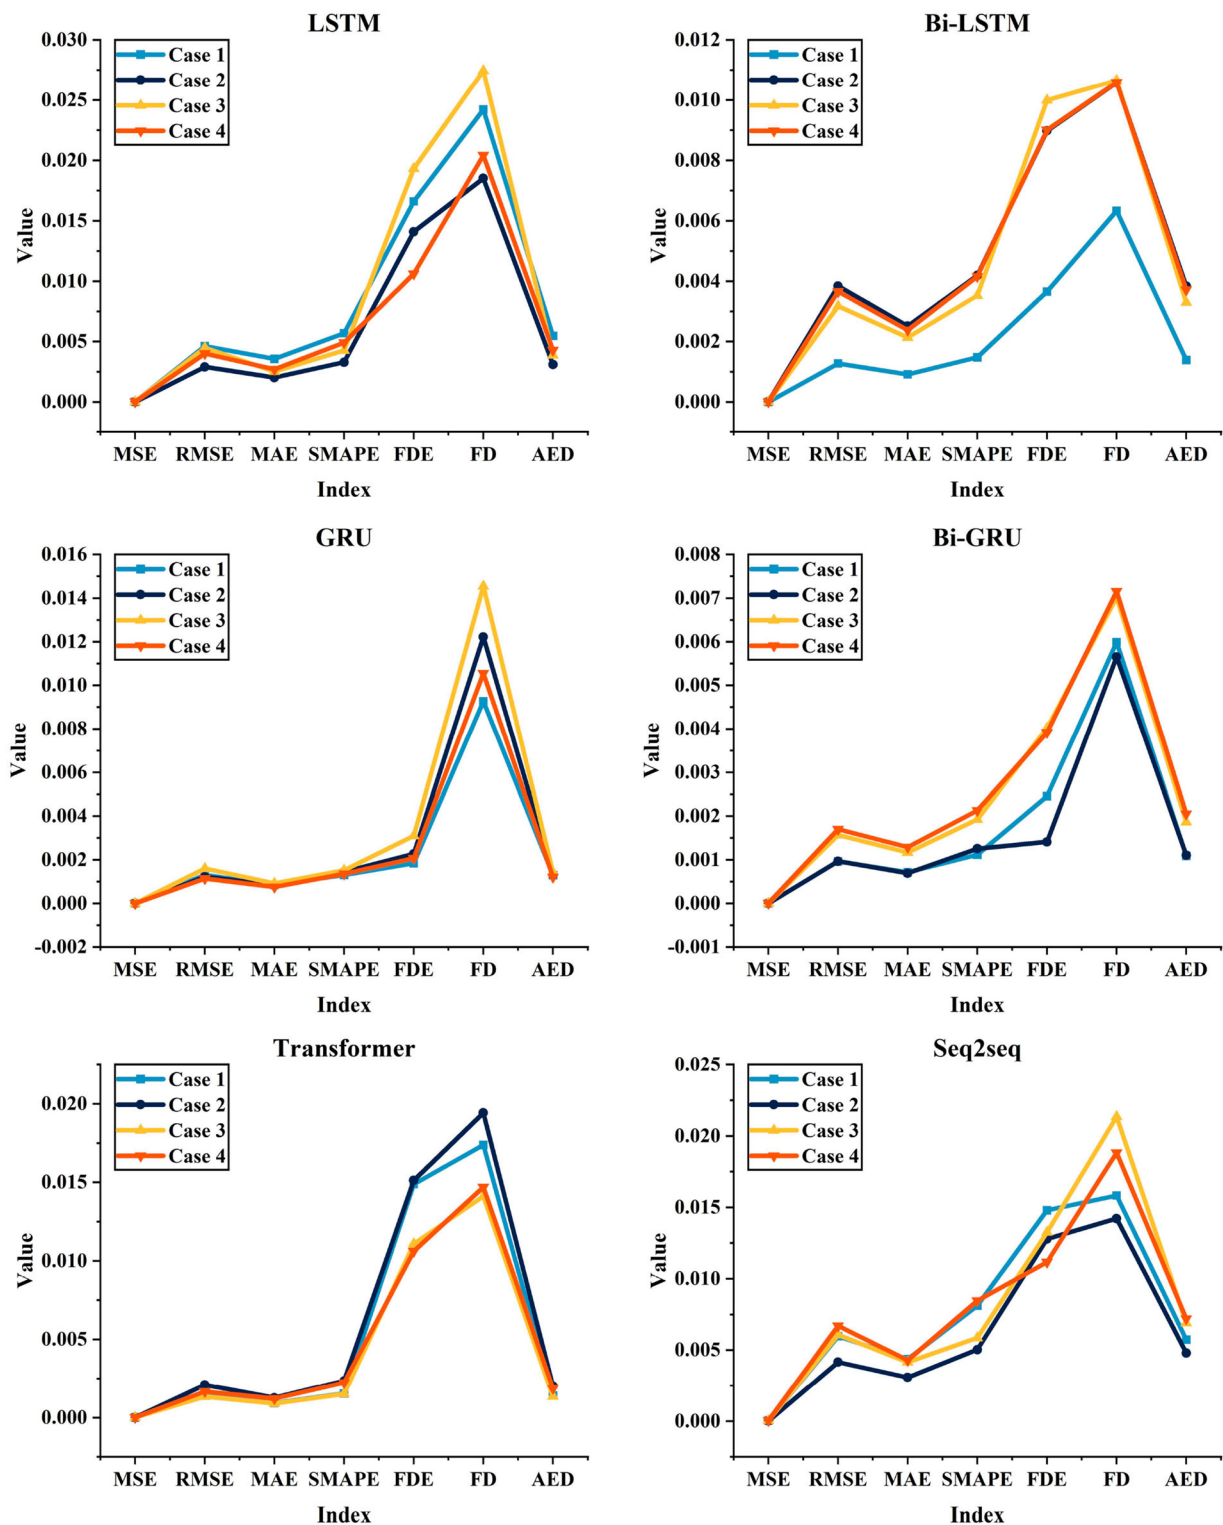 LSTM
0.030
0.025
0.020
0.015
0.010
0.005
0.000
Value
Case 1
Case 2
Case 3
Case 4
MSE RMSE MAE SMAPE FDE FD AED
Index
Bi-LSTM
0.012
0.010
0.008
0.006
0.004
0.002
0.000
Value
Case 1
Case 2
Case 3
Case 4
MSE RMSE MAE SMAPE FDE FD AED
Index
GRU
0.016
0.014
0.012
0.010
0.008
0.006
0.004
0.002
0.000
-0.002
Value
Case 1
Case 2
Case 3
Case 4
MSE RMSE MAE SMAPE FDE FD AED
Index
Bi-GRU
0.008
0.007
0.006
0.005
0.004
0.003
0.002
0.001
0.000
-0.001
Value
Case 1
Case 2
Case 3
Case 4
MSE RMSE MAE SMAPE FDE FD AED
Index
Transformer
0.020
0.015
0.010
0.005
0.000
Value
Case 1
Case 2
Case 3
Case 4
MSE RMSE MAE SMAPE FDE FD AED
Index
Seq2seq
0.025
0.020
0.015
0.010
0.005
0.000
Value
Case 1
Case 2
Case 3
Case 4
MSE RMSE MAE SMAPE FDE FD AED
Index